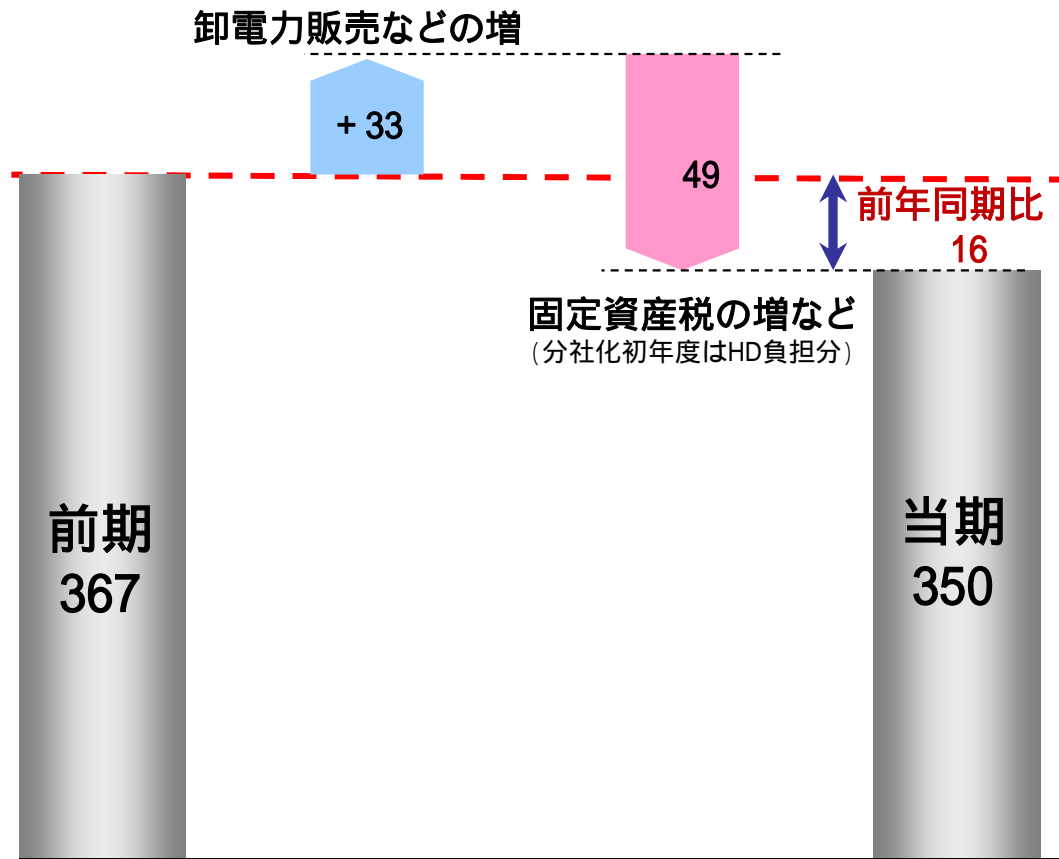 卸電力販売などの増
+ 33
49
前年同期比
16
固定資産税の増など
(分社化初年度はHD負担分)
前期
367
当期
350